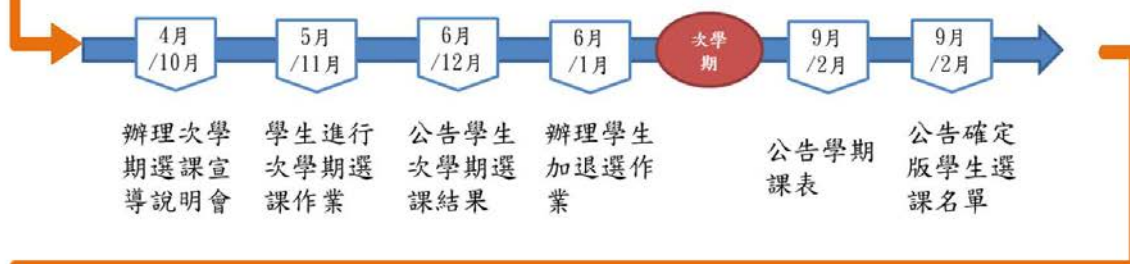 4月
/10月
5月
/11月
6月
/12月
6月
/1月
次學
期
9月
/2月
9月
/2月
辦理次學
期選課宣
導說明會
學生進行
次學期選
課作業
公告學生
次學期選
課結果
辦理學生
加退選作
業
公告學期
課表
公告確定
版學生選
課名單